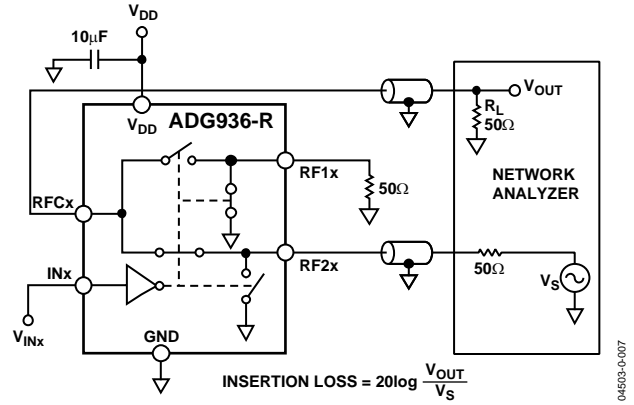 VDD
10μF
VDD
ADG936-R
VOUT
RL
50Ω
NETWORK
ANALYZER
RFCx
RF1x
50Ω
RF2x
50Ω
VS
INx
VINx
GND
INSERTION LOSS = 20log VOUT
VS
04503-0-007